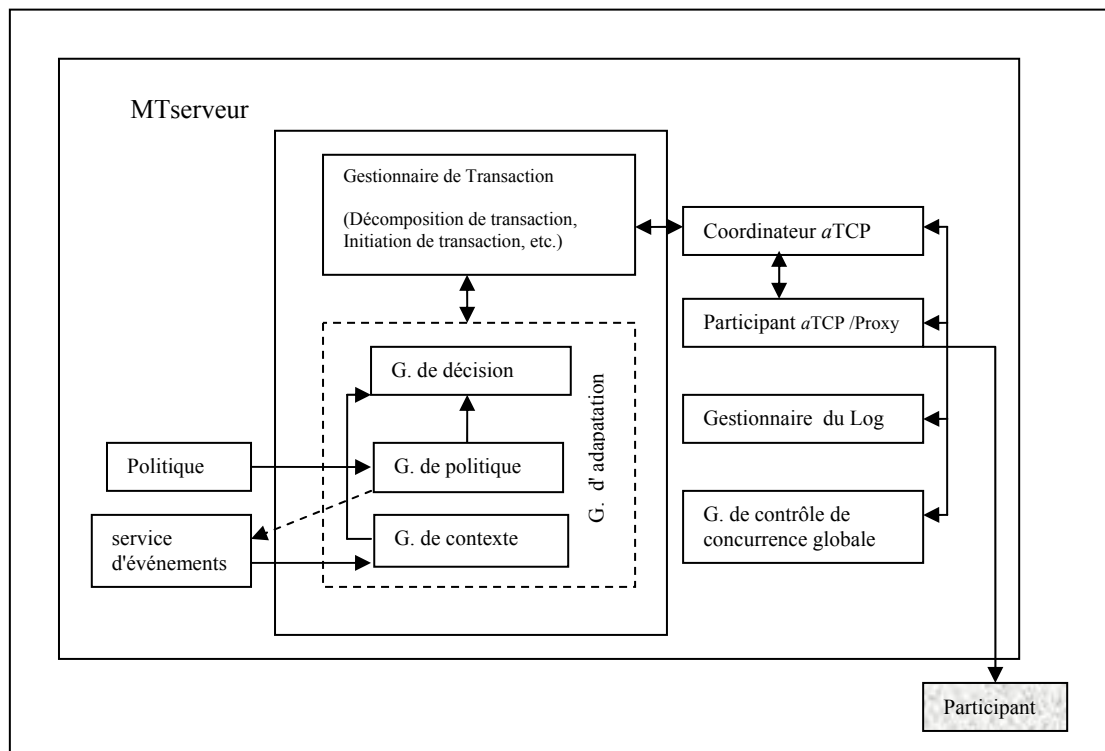 MTserveur
Gestionnaire de Transaction
(Décomposition de transaction,
Initiation de transaction, etc.)
Coordinateur aTCP
Participant aTCP /Proxy
G. de décision
G. d' adapatation
Gestionnaire du Log
Politique
G. de politique
service
d'événements
G. de contexte
G. de contrôle de
concurrence globale
Participant